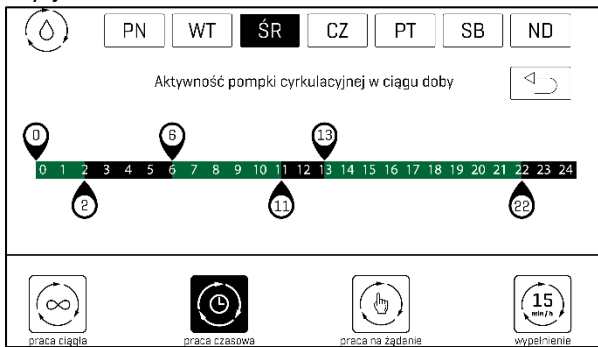 PN WT ŚR CZ PT SB ND
Aktywność pompki cyrkulacyjnej w ciągu doby
0 6 13
0 1 2 3 4 5 6 7 8 9 10 11 12 13 14 15 16 17 18 19 20 21 22 23 24
2 11 22
15
min/h
praca ciągła praca czasowa praca na żądanie wypełnienie